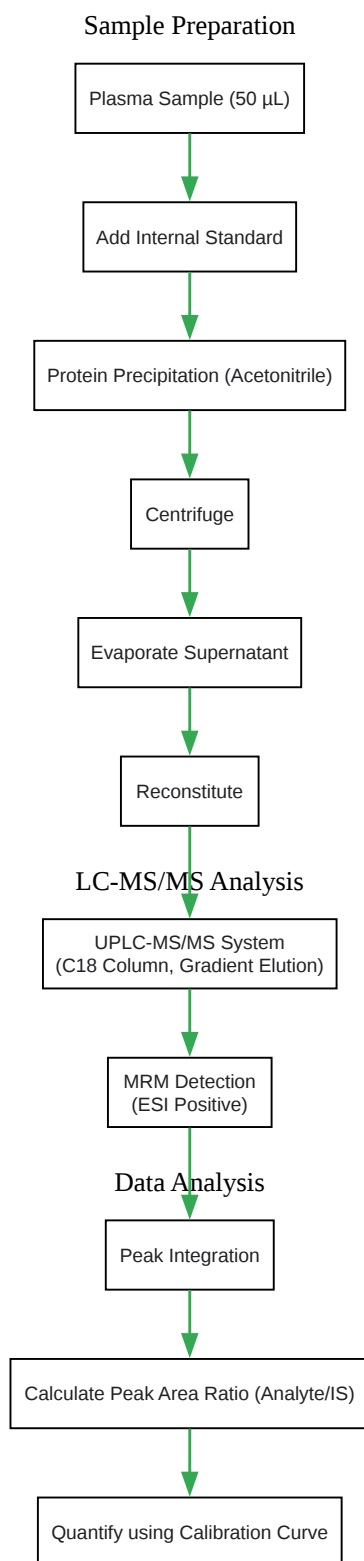 Sample Preparation
Plasma Sample (50 µL)
Add Internal Standard
Protein Precipitation (Acetonitrile)
Centrifuge
Evaporate Supernatant
Reconstitute
LC-MS/MS Analysis
UPLC-MS/MS System
(C18 Column, Gradient Elution)
MRM Detection
(ESI Positive)
Data Analysis
Peak Integration
Calculate Peak Area Ratio (Analyte/IS)
Quantify using Calibration Curve